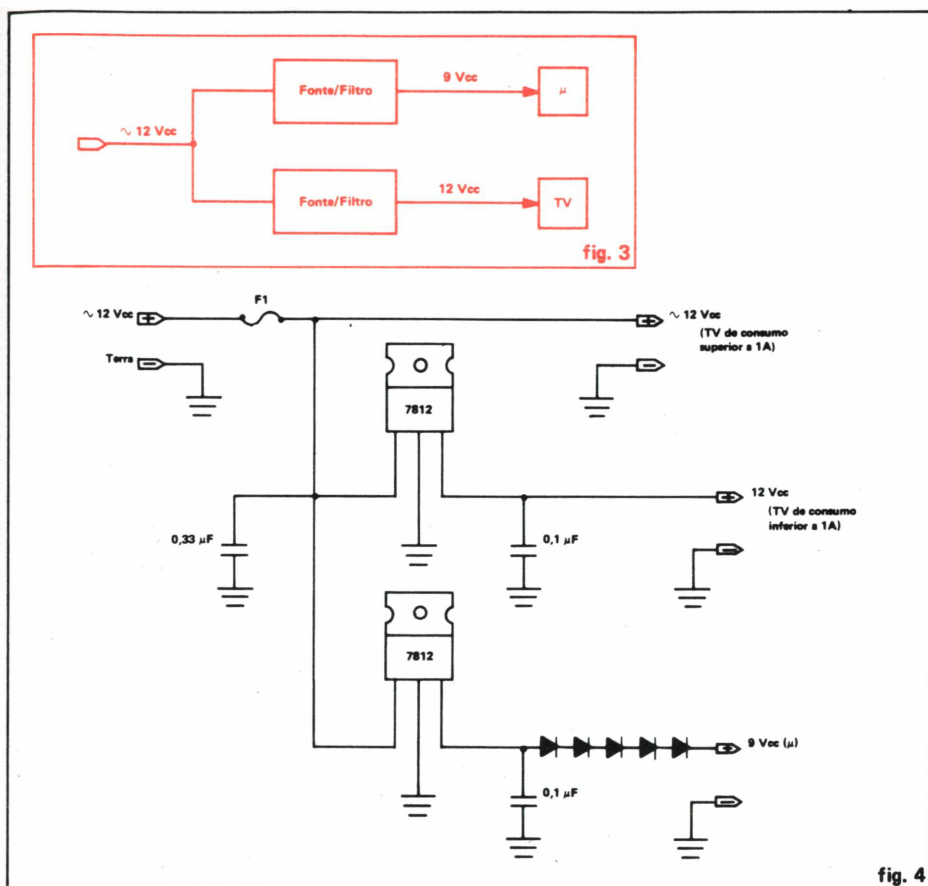 Fonte/Filtro
9 Vcc
μ
~ 12 Vcc
Fonte/Filtro
12 Vcc
TV
fig. 3
~ 12 Vcc
+
F1
+
~ 12 Vcc
(TV de consumo
superior a 1A)
Terra
-
-
7812
+
12 Vcc
(TV de consumo
inferior a 1A)
0,33 μF
0,1 μF
-
7812
+
9 Vcc (μ)
0,1 μF
-
fig. 4